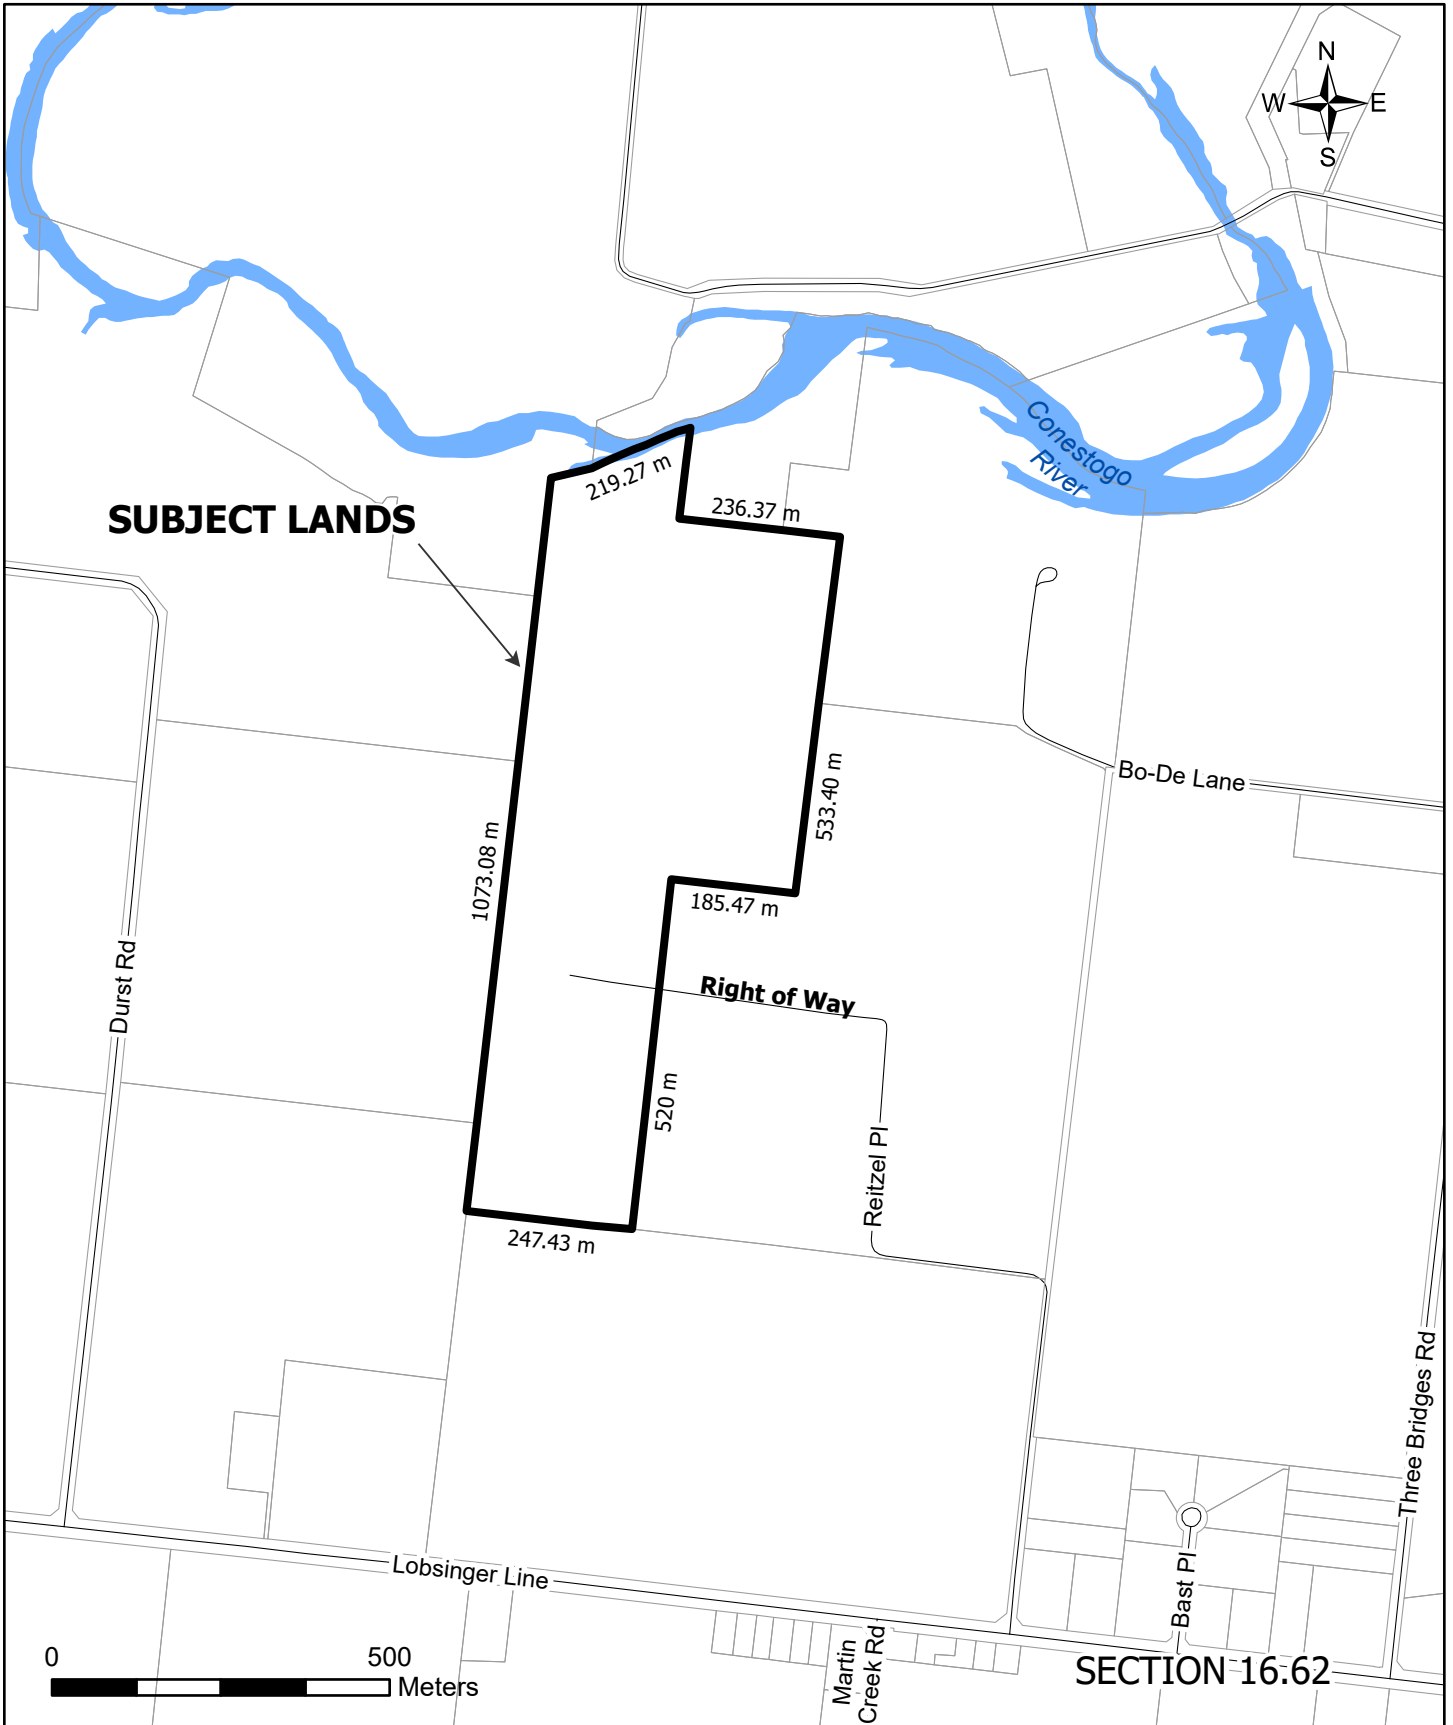 N
W E
S
Conestogo
River
219.27 m
236.37 m
SUBJECT LANDS
Bo-De Lane
533.40 m
1073.08 m
185.47 m
Durst Rd
Right of Way
520 m
Reitzel Pl
247.43 m
Three Bridges Rd
Lobsinger Line
Bast Pl
Martin
Creek Rd
0 500
Meters
SECTION 16.62